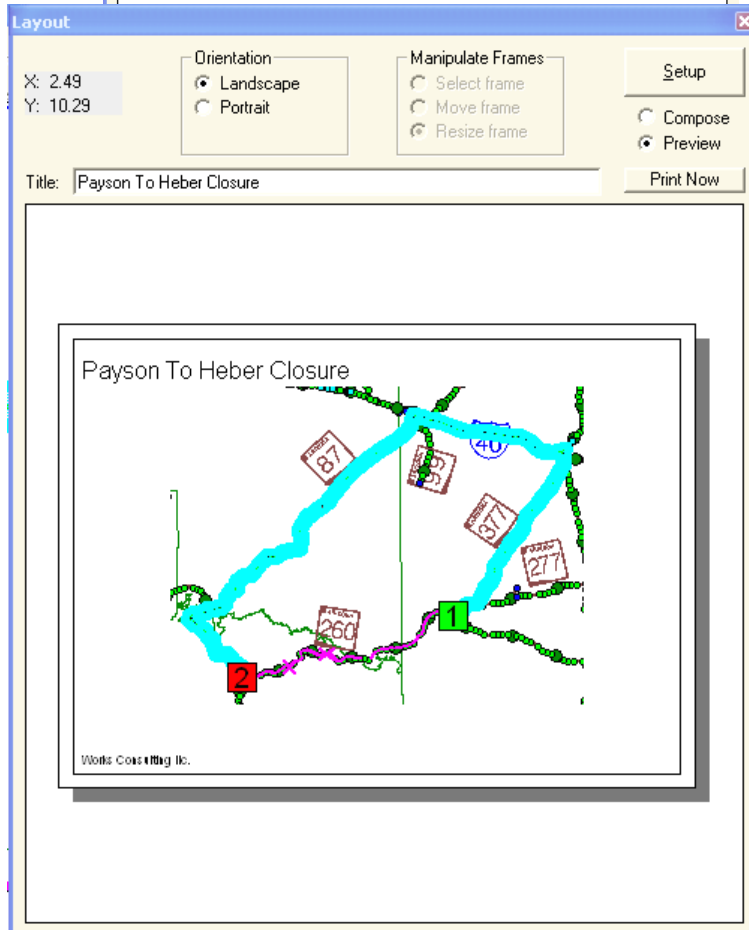 Layout
X: 2.49
Y: 10.29
Orientation
Landscape
Portrait
Manipulate Frames
Select frame
Move frame
Resize frame
Setup
Compose
Preview
Title: Payson To Heber Closure
Print Now
Payson To Heber Closure
40
87
99
377
277
1
260
2
Works Consulting llc.